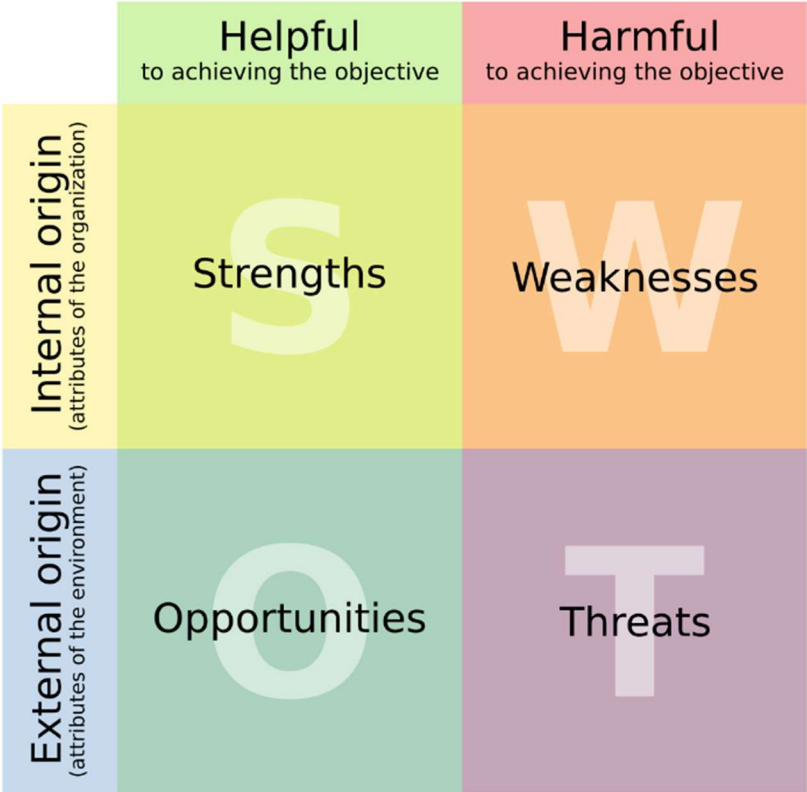 Helpful
to achieving the objective
Harmful
to achieving the objective
Internal origin
(attributes of the organization)
S
Strengths
W
Weaknesses
External origin
(attributes of the environment)
O
Opportunities
T
Threats